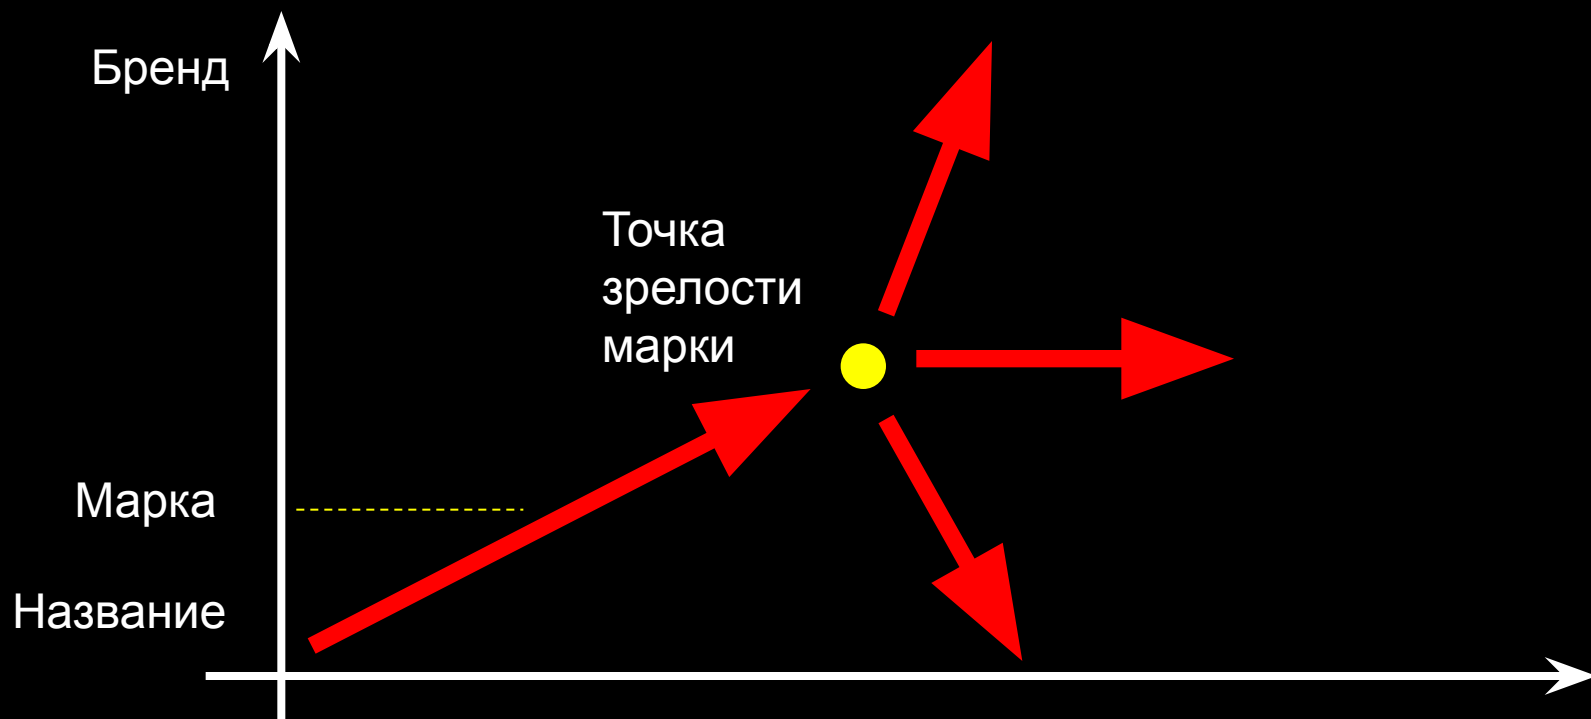 Бренд
Точка
зрелости
марки
Марка
Название